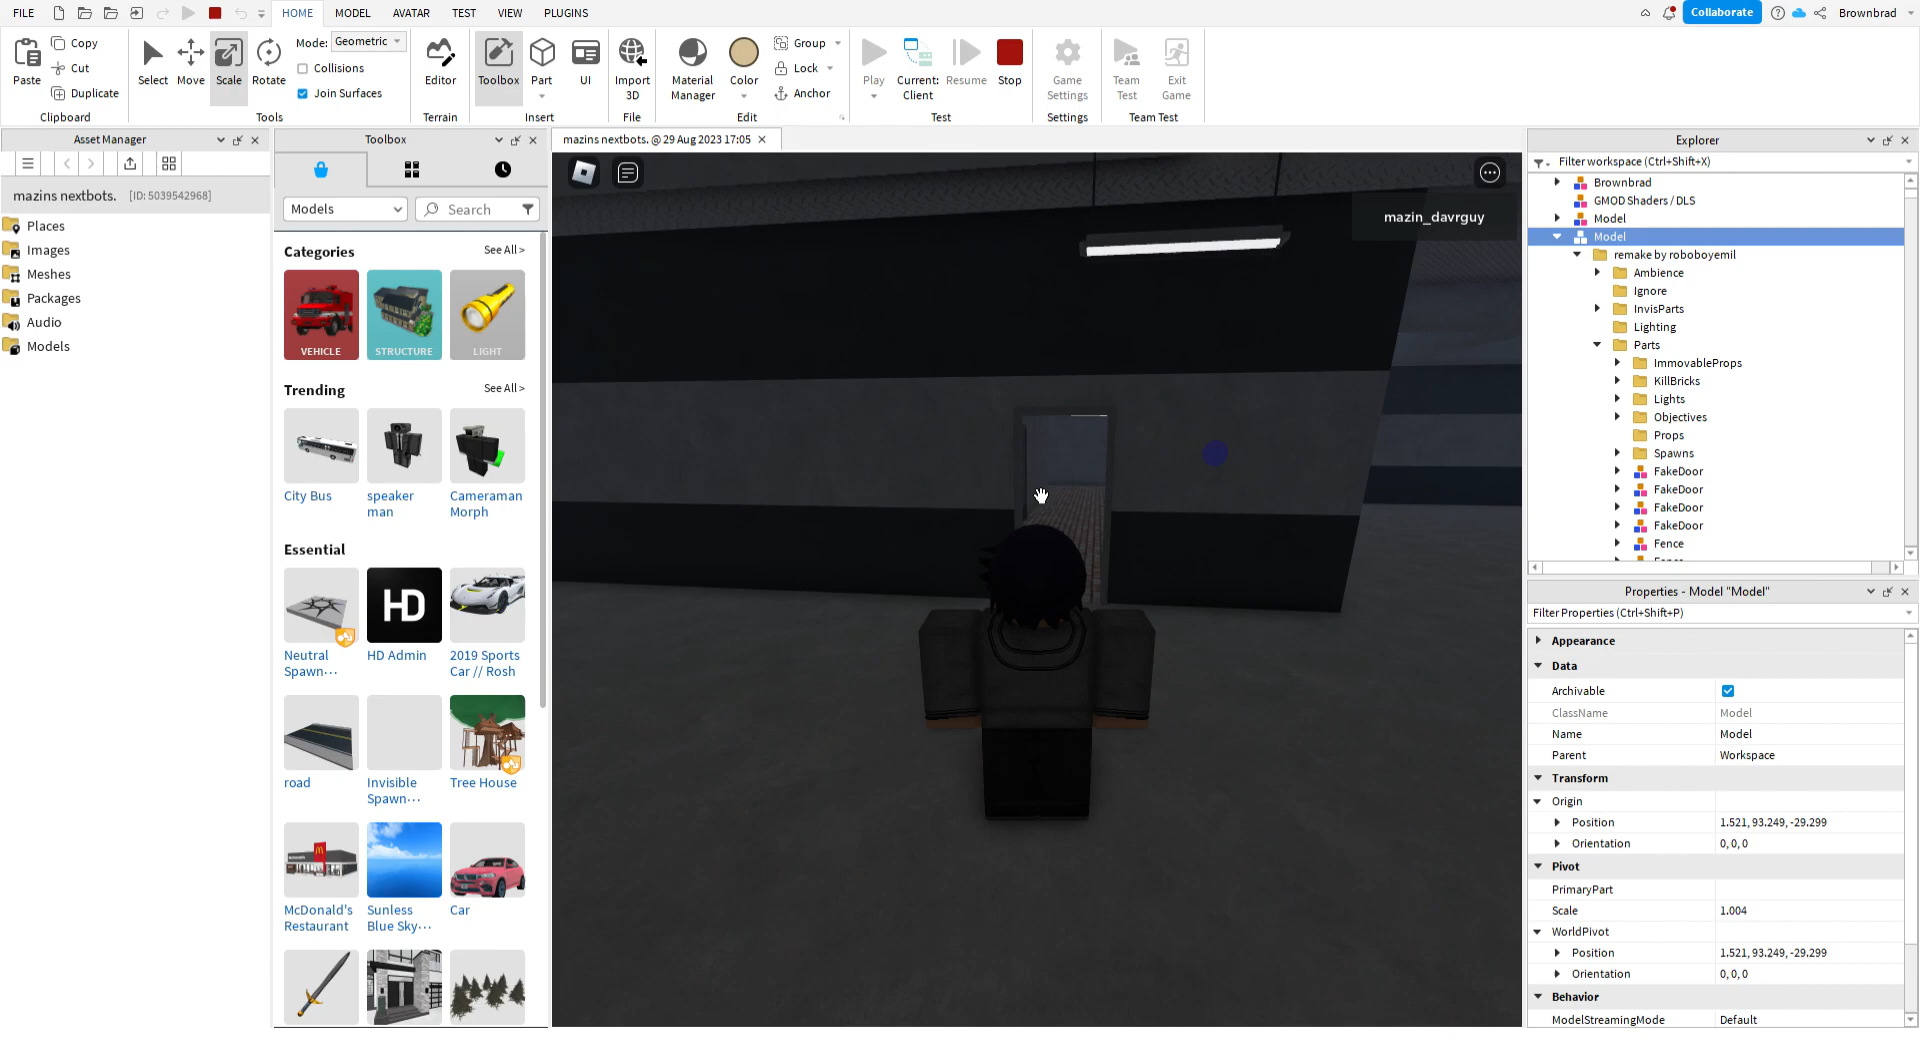 FILE HOME MODEL AVATAR TEST VIEW PLUGINS Collaborate Brownbrad
Paste Copy Cut Duplicate
Clipboard
Select Move Scale Rotate
Mode: Geometric
Collisions
Join Surfaces
Tools
Editor
Terrain
Toolbox Part UI
Insert
Import
3D
File
Material
Manager
Color
Group
Lock
Anchor
Edit
Play
Current:
Client
Resume Stop
Test
Game
Settings
Settings
Team
Test
Exit
Game
Team Test
Asset Manager
mazins nextbots. [ID: 5039542968]
Places
Images
Meshes
Packages
Audio
Models
Toolbox
Models Search
Categories See All >
VEHICLE STRUCTURE LIGHT
Trending See All >
City Bus
speaker
man
Cameraman
Morph
Essential
HD
Neutral
Spawn···
HD Admin
2019 Sports
Car // Rosh
road
Invisible
Spawn···
Tree House
McDonald's
Restaurant
Sunless
Blue Sky···
Car
mazins nextbots. @ 29 Aug 2023 17:05
mazin_davrguy
Explorer
Filter workspace (Ctrl+Shift+X)
Brownbrad
GMOD Shaders / DLS
Model
Model
remake by roboboyemil
Ambience
Ignore
InvisParts
Lighting
Parts
ImmovableProps
KillBricks
Lights
Objectives
Props
Spawns
FakeDoor
FakeDoor
FakeDoor
FakeDoor
Fence
Properties - Model "Model"
Filter Properties (Ctrl+Shift+P)
Appearance
Data
Archivable
ClassName Model
Name Model
Parent Workspace
Transform
Origin
Position 1.521, 93.249, -29.299
Orientation 0, 0, 0
Pivot
PrimaryPart
Scale 1.004
WorldPivot
Position 1.521, 93.249, -29.299
Orientation 0, 0, 0
Behavior
ModelStreamingMode Default